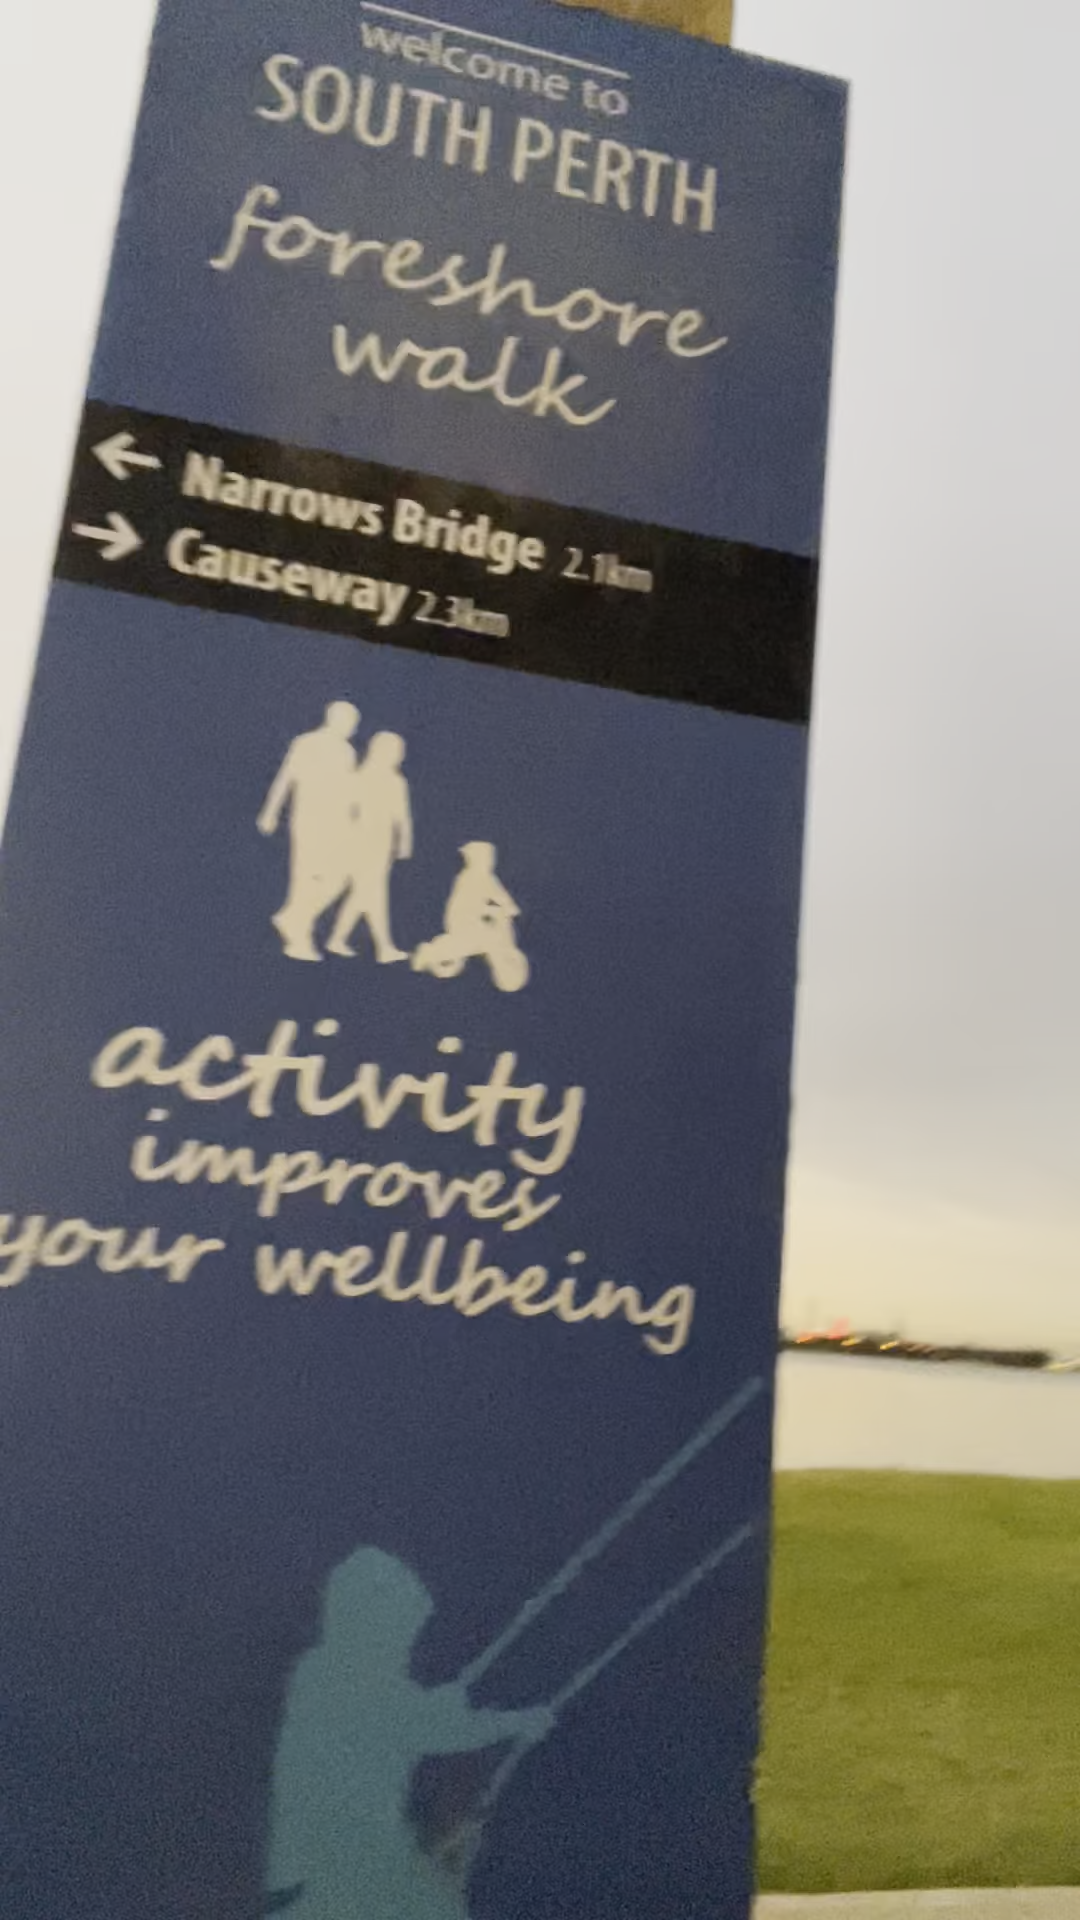 welcome to
SOUTH PERTH
foreshore
walk
← Narrows Bridge 2.1km
→ Causeway 2.3km
activity
improves
your wellbeing